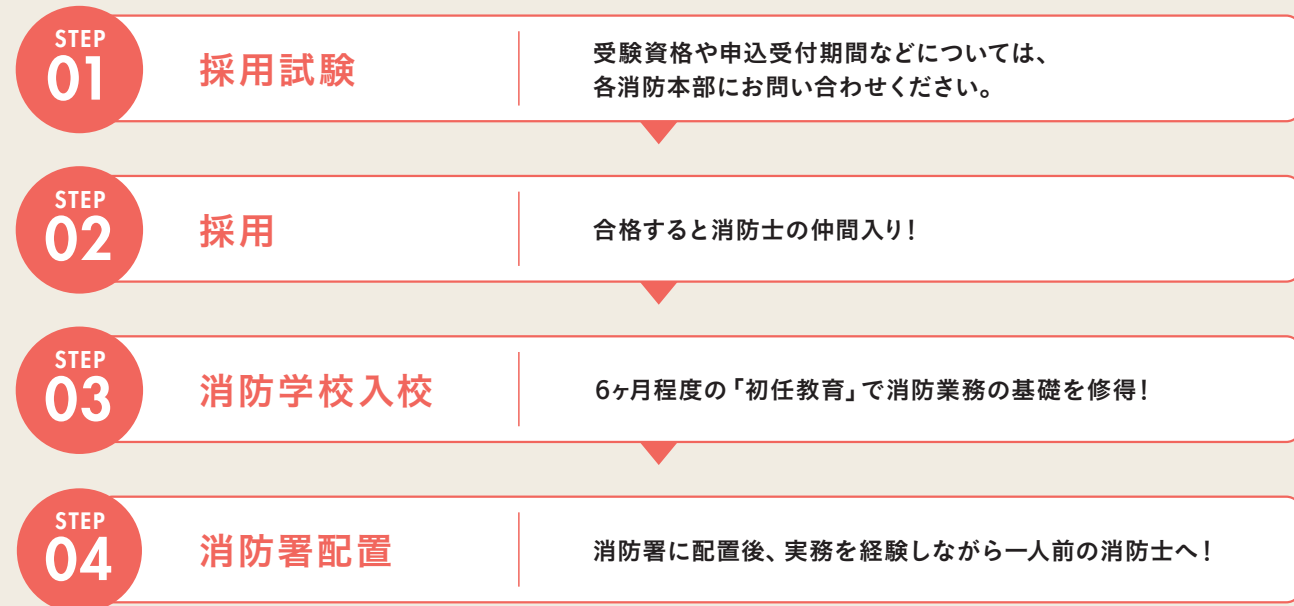 STEP
01
採用試験
受験資格や申込受付期間などについては、
各消防本部にお問い合わせください。
STEP
02
採用
合格すると消防士の仲間入り!
STEP
03
消防学校入校
6ヶ月程度の「初任教育」で消防業務の基礎を修得!
STEP
04
消防署配置
消防署に配置後、実務を経験しながら一人前の消防士へ!